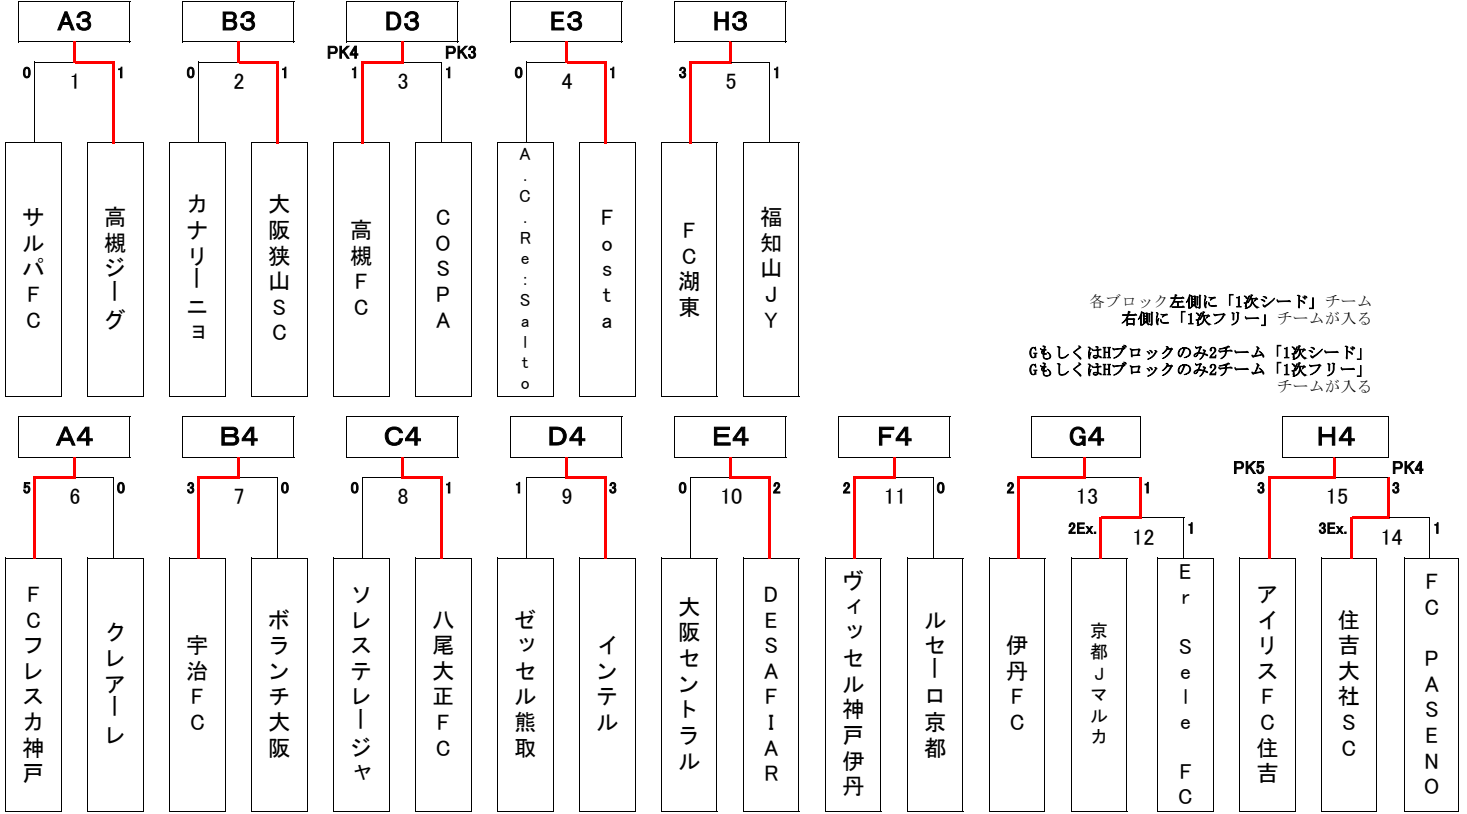 A3 B3 D3 E3 H3
PK4 PK3
0 1 0 1 1 1 0 1 3 1
1 2 3 4 5
サルパFC
高槻ジーグ
カナリーニョ
大阪狭山SC
高槻FC
COSPA
A.C.Re:Salto
Fosta
FC湖東
福知山JY
各ブロック左側に「1次シード」チーム
右側に「1次フリー」チームが入る
GもしくはHブロックのみ2チーム「1次シード」
GもしくはHブロックのみ2チーム「1次フリー」
チームが入る
A4 B4 C4 D4 E4 F4 G4 H4
PK5 PK4
5 0 3 0 0 1 1 3 0 2 2 0 2 1 3 3
6 7 8 9 10 11 13 15
2Ex. 1 3Ex. 1
12 14
FCフレスカ神戸
クレアーレ
宇治FC
ボランチ大阪
ソレステレージャ
八尾大正FC
ゼッセル熊取
インテル
大阪セントラル
DESAFIAR
ヴィッセル神戸伊丹
ルセーロ京都
伊丹FC
京都Jマルカ
Er Sele FC
アイリスFC住吉
住吉大社SC
FC PASENO